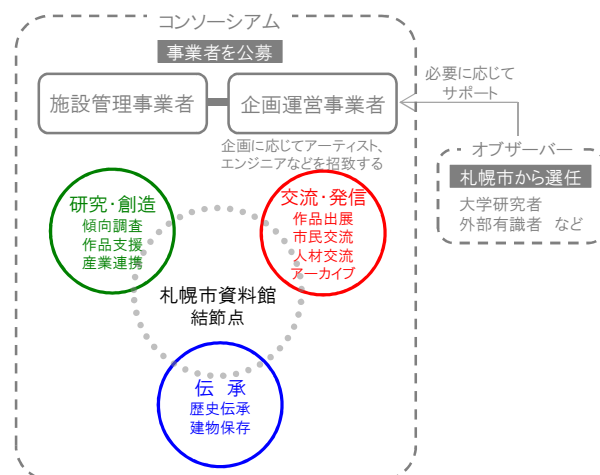 コンソーシアム
事業者を公募
施設管理事業者
企画運営事業者
必要に応じて
サポート
企画に応じてアーティスト、
エンジニアなどを招致する
オブザーバー
札幌市から選任
大学研究者
外部有識者 など
研究・創造
傾向調査
作品支援
産業連携
交流・発信
作品出展
市民交流
人材交流
アーカイブ
札幌市資料館
結節点
伝 承
歴史伝承
建物保存